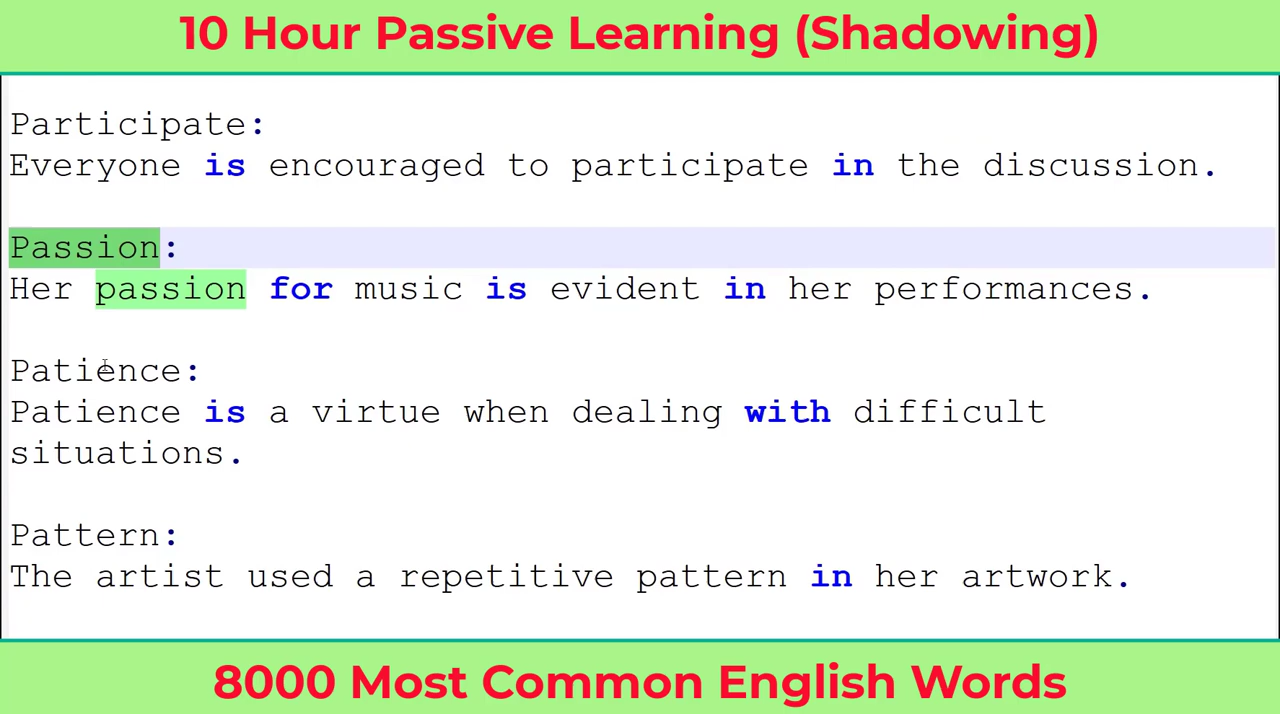 10 Hour Passive Learning (Shadowing)
Participate:
Everyone is encouraged to participate in the discussion.
Passion:
Her passion for music is evident in her performances.
Patience:
Patience is a virtue when dealing with difficult
situations.
Pattern:
The artist used a repetitive pattern in her artwork.
8000 Most Common English Words